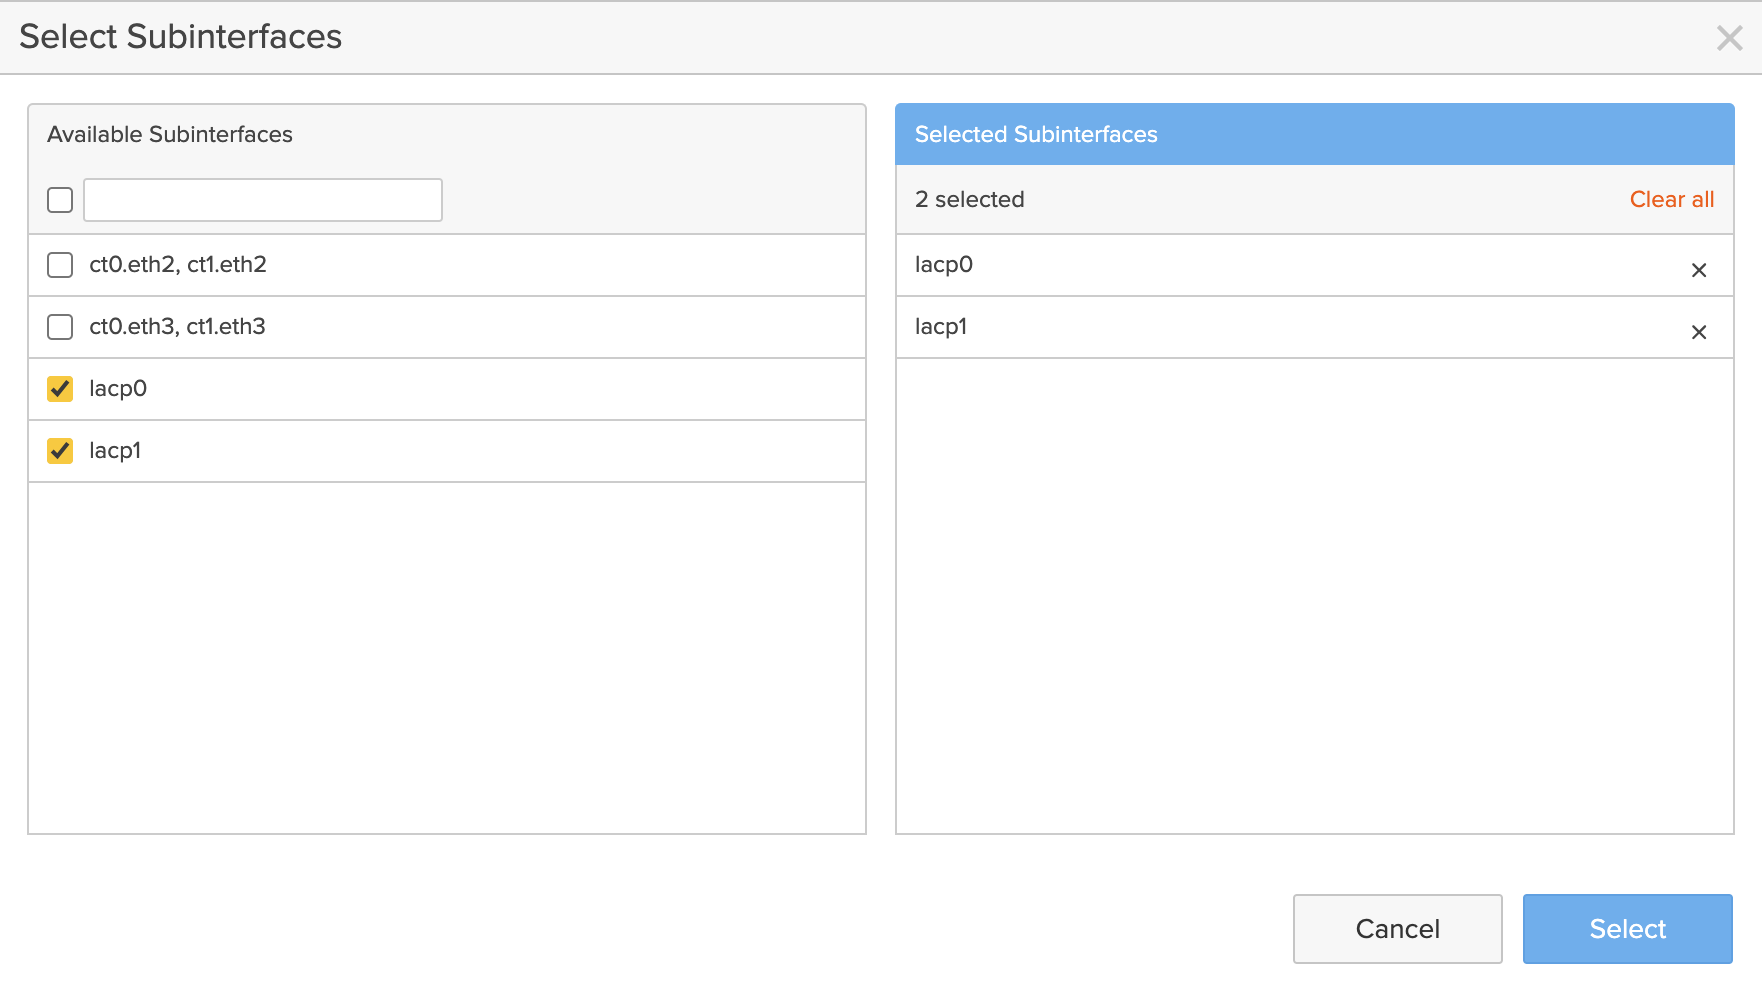 Select Subinterfaces
Available Subinterfaces
ct0.eth2, ct1.eth2
ct0.eth3, ct1.eth3
lacp0
lacp1
Selected Subinterfaces
2 selected
Clear all
lacp0
lacp1
Cancel
Select